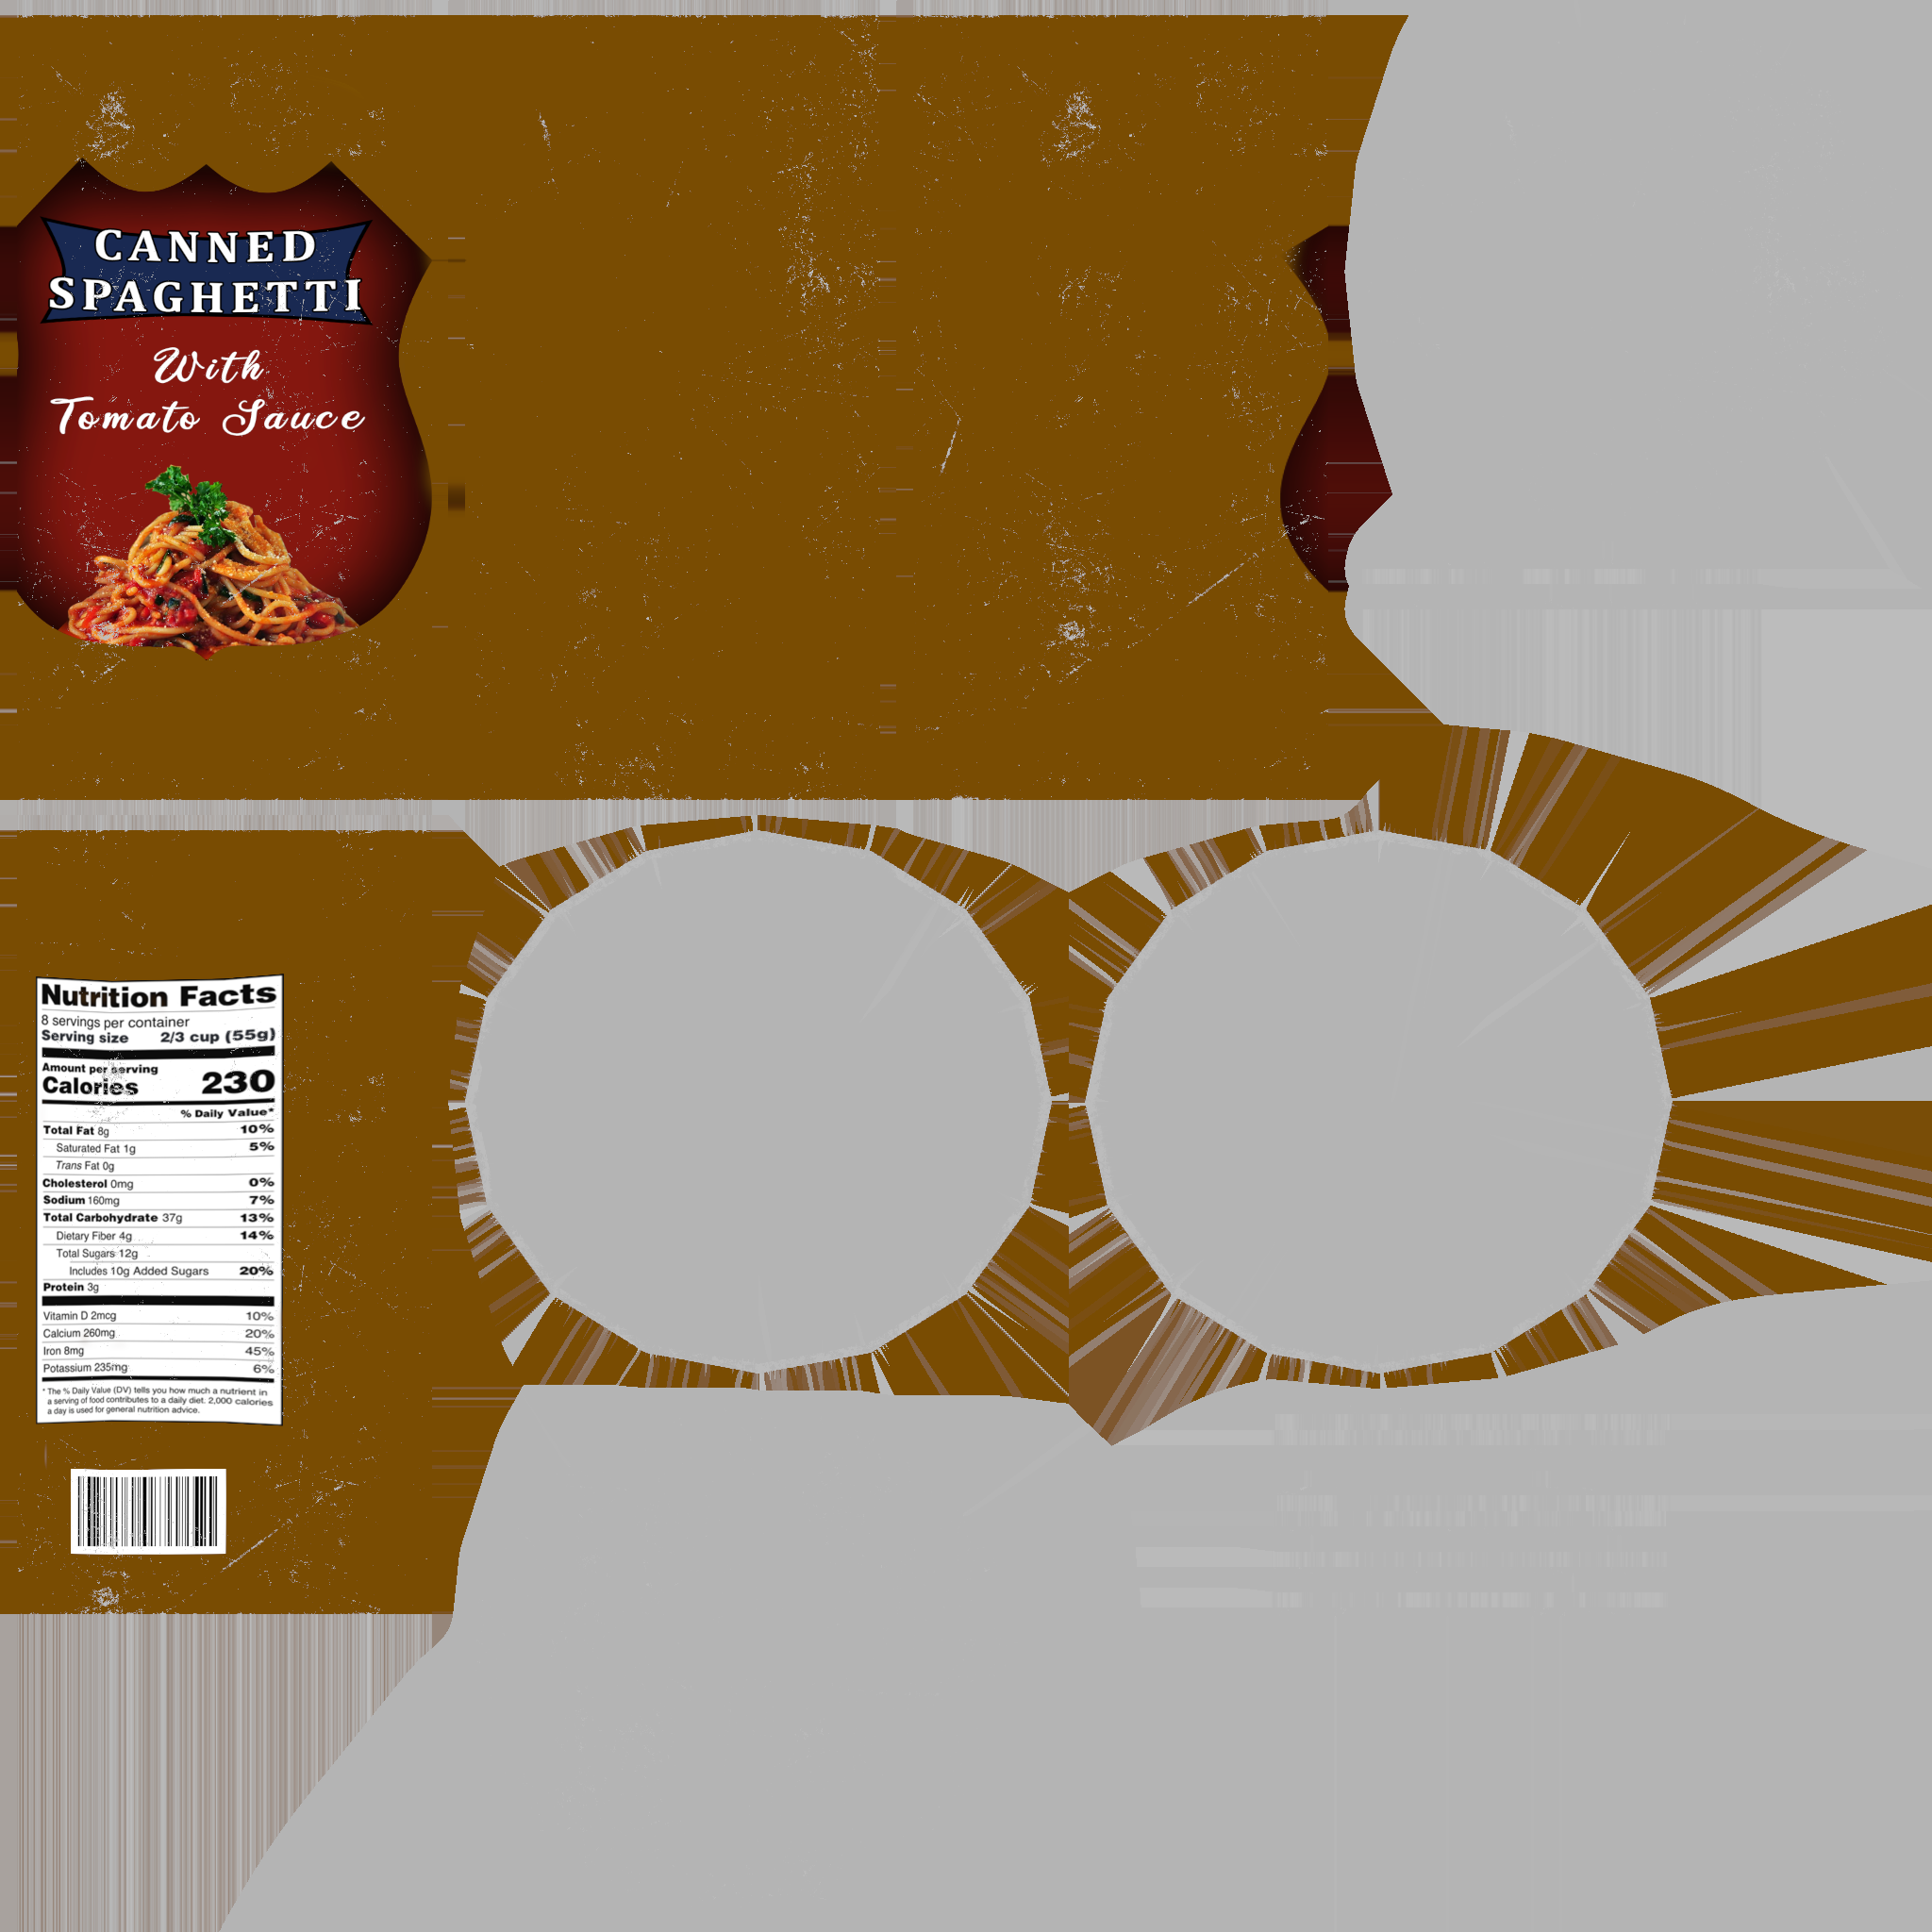 CANNED
SPAGHETTI
With
Tomato Sauce
Nutrition Facts
8 servings per container
Serving size 2/3 cup (55g)
Amount per serving
Calories 230
% Daily Value*
Total Fat 8g 10%
Saturated Fat 1g 5%
Trans Fat 0g
Cholesterol 0mg 0%
Sodium 160mg 7%
Total Carbohydrate 37g 13%
Dietary Fiber 4g 14%
Total Sugars 12g
Includes 10g Added Sugars 20%
Protein 3g
Vitamin D 2mcg 10%
Calcium 260mg 20%
Iron 8mg 45%
Potassium 235mg 6%
* The % Daily Value (DV) tells you how much a nutrient in
a serving of food contributes to a daily diet. 2,000 calories
a day is used for general nutrition advice.